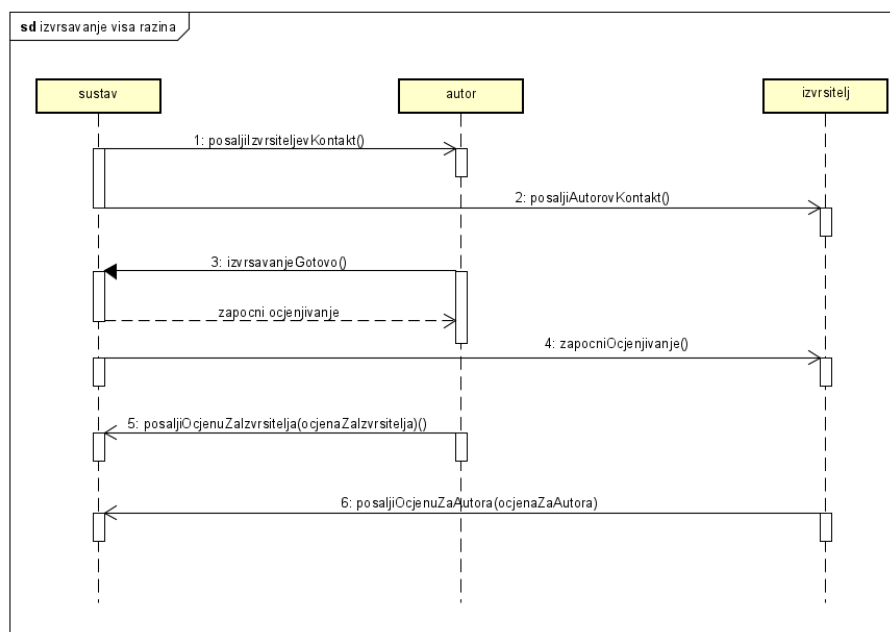 sd izvrsavanje visa razina
sustav
autor
izvrsitelj
1: posaljiIzvrsiteljevKontakt()
2: posaljiAutorovKontakt()
3: izvrsavanjeGotovo()
zapocni ocjenjivanje
4: zapocniOcjenjivanje()
5: posaljiOcjenuZaIzvrsitelja(ocjenaZaIzvrsitelja)()
6: posaljiOcjenuZaAutora(ocjenaZaAutora)